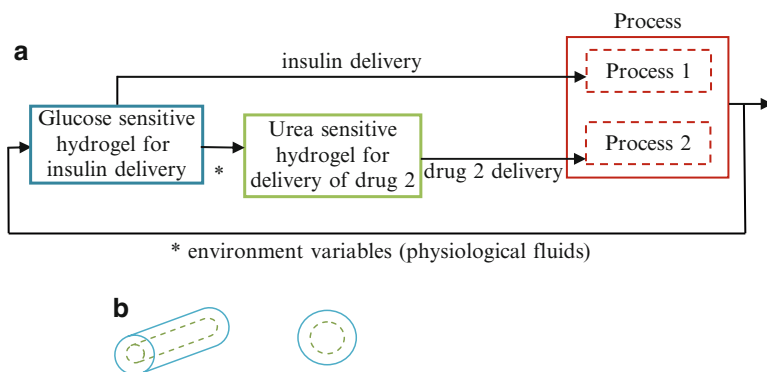 Process
a
insulin delivery
Process 1
Glucose sensitive
hydrogel for
insulin delivery
*
Urea sensitive
hydrogel for
delivery of drug 2
drug 2 delivery
Process 2
* environment variables (physiological fluids)
b